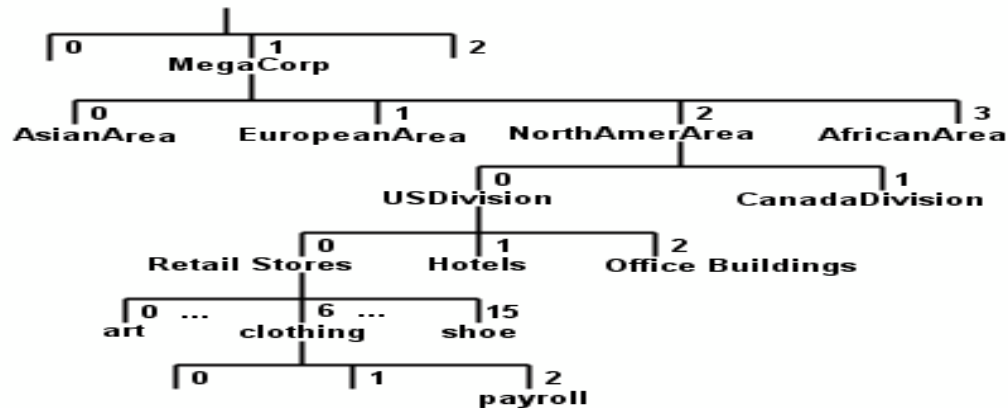 0 1 2
MegaCorp
0 1 2 3
AsianArea EuropeanArea NorthAmerArea AfricanArea
0 1
USDivision CanadaDivision
0 1 2
Retail Stores Hotels Office Buildings
0 ... 6 ... 15
art clothing shoe
0 1 2
payroll